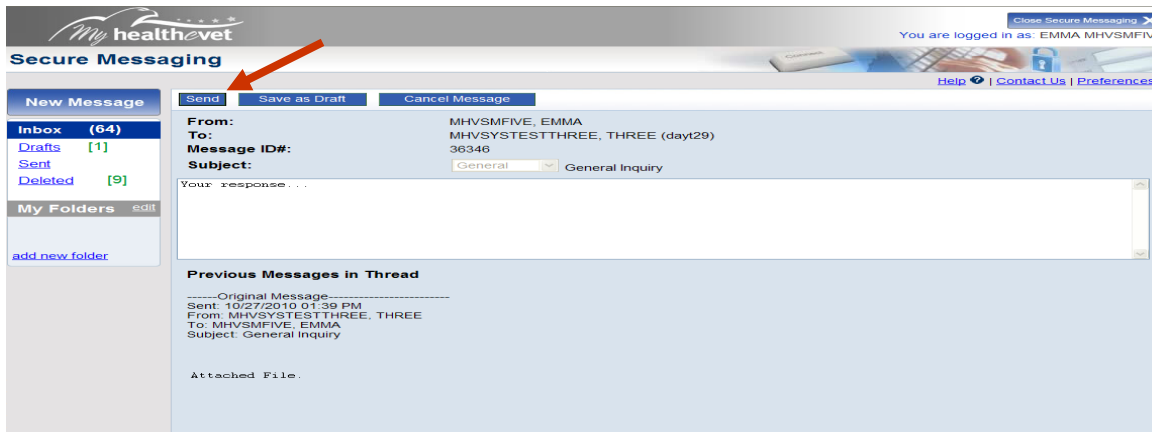 My healthevet
Close Secure Messaging
You are logged in as: EMMA MHVSMFIV
Secure Messaging
Connect
Help ? | Contact Us | Preferences
New Message
Send Save as Draft Cancel Message
Inbox (64)
Drafts [1]
Sent
Deleted [9]
My Folders edit
add new folder
From: MHVSMFIVE, EMMA
To: MHVSYSTESTTHREE, THREE (dayt29)
Message ID#: 36346
Subject: General General Inquiry
Your response...
Previous Messages in Thread
------Original Message------------------------
Sent: 10/27/2010 01:39 PM
From: MHVSYSTESTTHREE, THREE
To: MHVSMFIVE, EMMA
Subject: General Inquiry
Attached File.